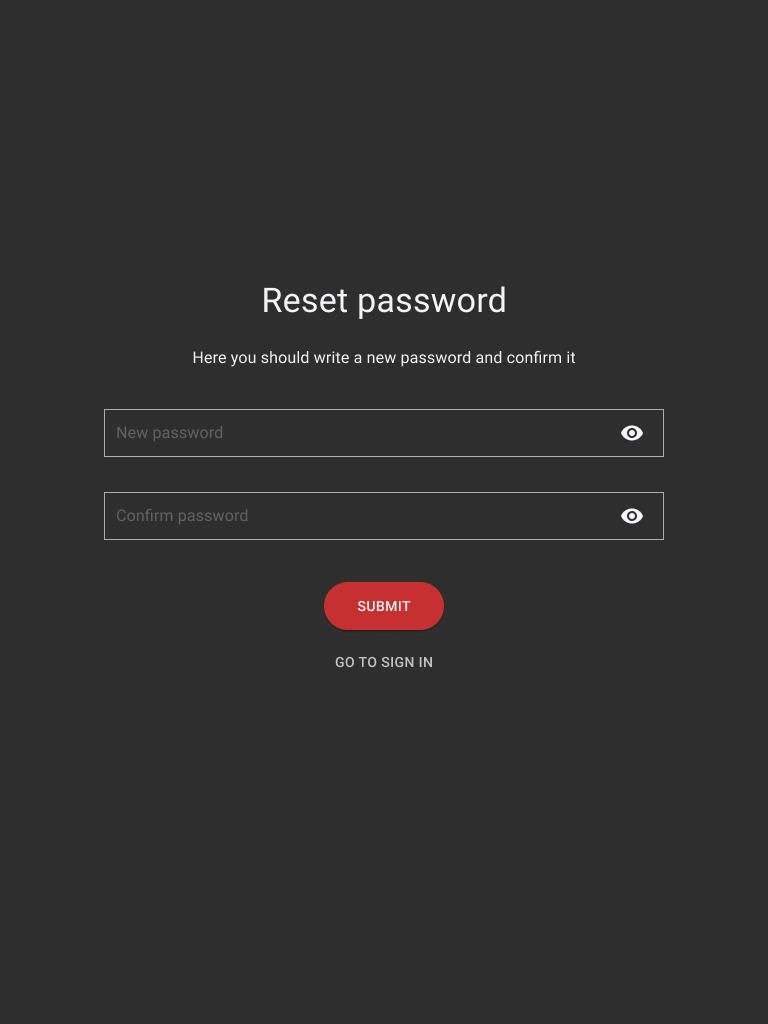 Reset password
Here you should write a new password and confirm it
New password
Confirm password
SUBMIT
GO TO SIGN IN